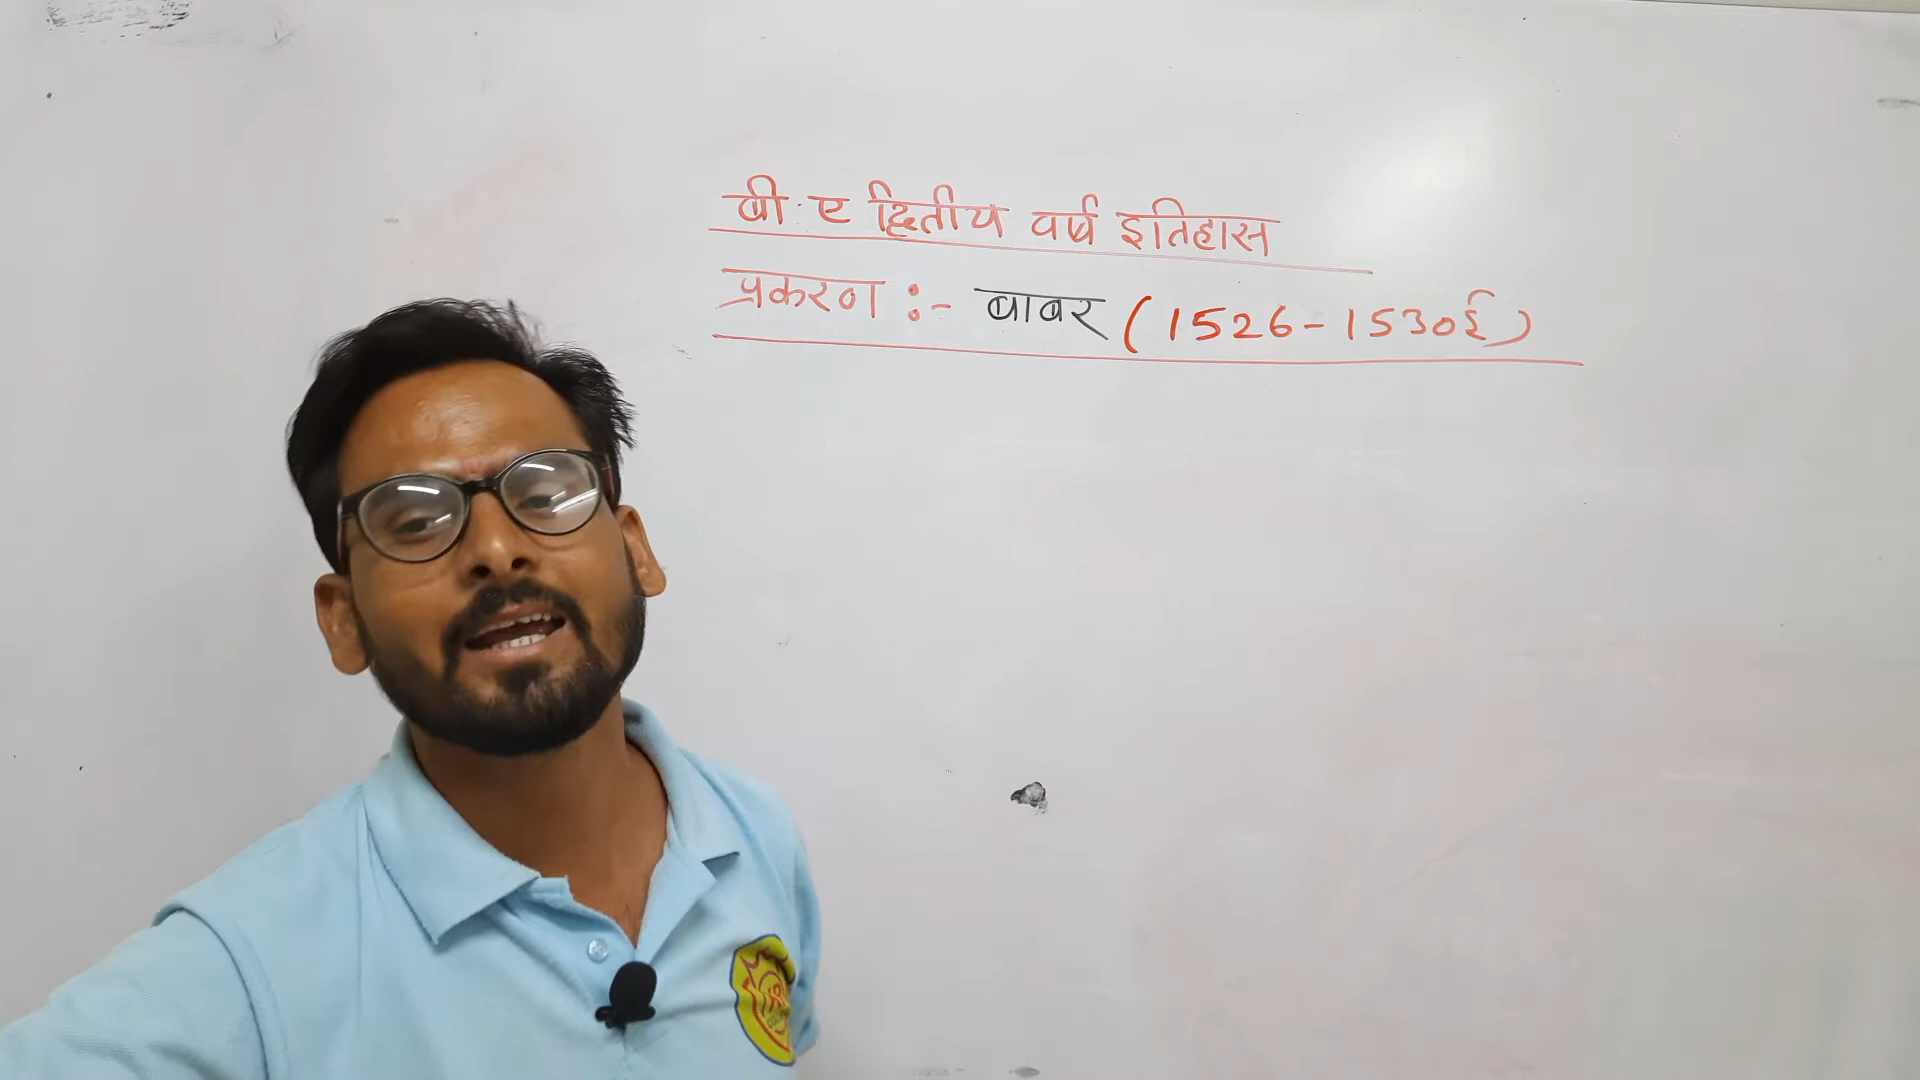 बी. ए द्वितीय वर्ष इतिहास
प्रकरण :- बाबर (1526-1530ई)